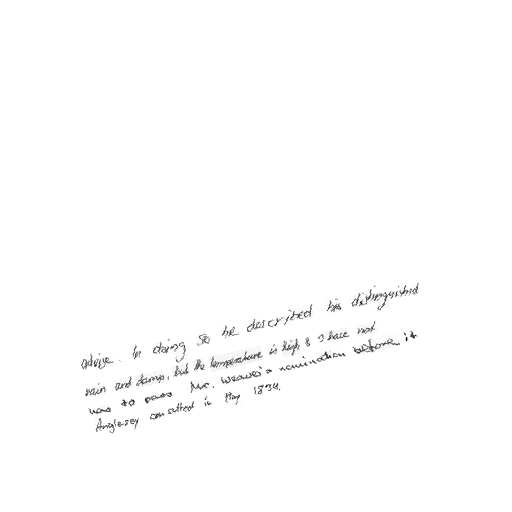 advise. In doing so he described his distinguished
rain and damp, but the temperature is high & I have not
was to pass Mr. Weaver's nomination before it
Anglesey consulted in May 1834.